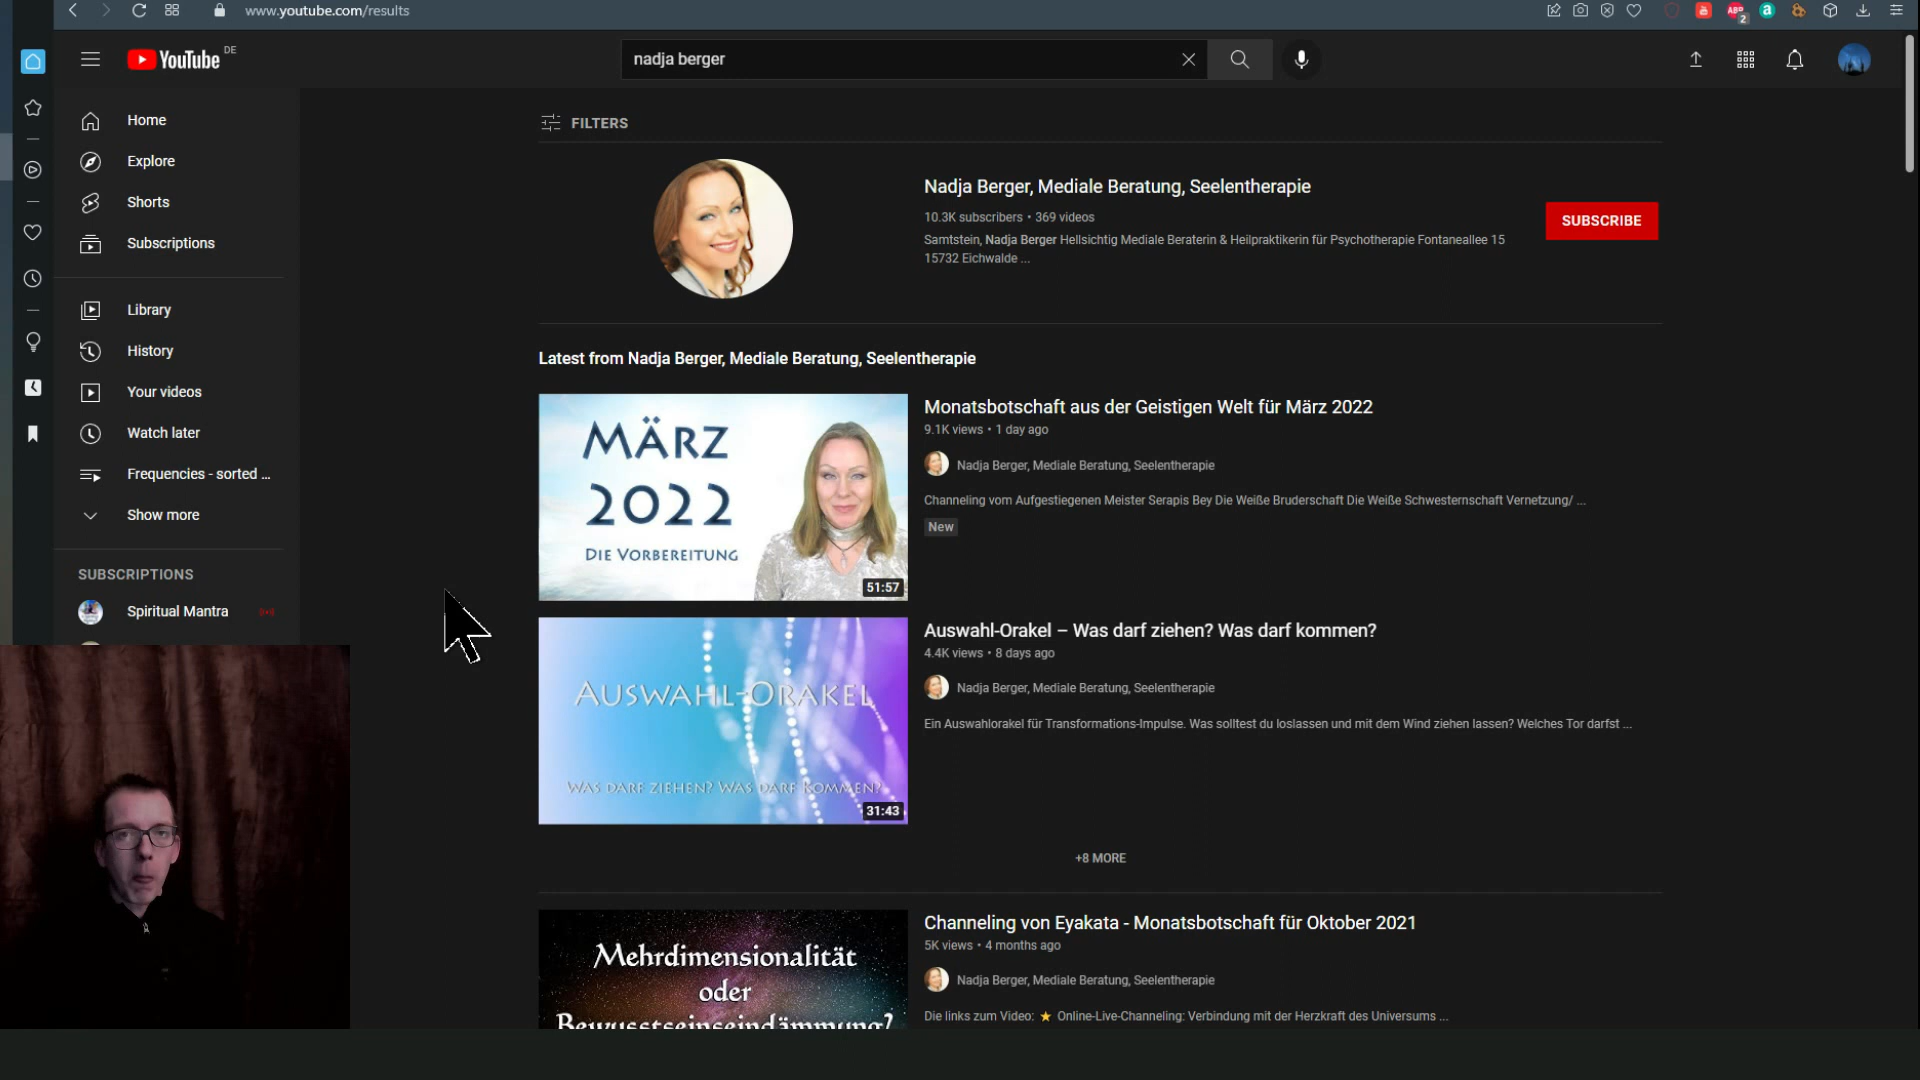 www.youtube.com/results
YouTube DE
nadja berger
ABP
2
a
Home
Explore
Shorts
Subscriptions
Library
History
Your videos
Watch later
Frequencies - sorted ...
Show more
SUBSCRIPTIONS
Spiritual Mantra
FILTERS
Nadja Berger, Mediale Beratung, Seelentherapie
10.3K subscribers • 369 videos
Samtstein, Nadja Berger Hellsichtig Mediale Beraterin & Heilpraktikerin für Psychotherapie Fontaneallee 15
15732 Eichwalde ...
SUBSCRIBE
Latest from Nadja Berger, Mediale Beratung, Seelentherapie
MÄRZ
2022
DIE VORBEREITUNG
51:57
Monatsbotschaft aus der Geistigen Welt für März 2022
9.1K views • 1 day ago
Nadja Berger, Mediale Beratung, Seelentherapie
Channeling vom Aufgestiegenen Meister Serapis Bey Die Weiße Bruderschaft Die Weiße Schwesternschaft Vernetzung/ ...
New
AUSWAHL-ORAKEL
WAS DARF ZIEHEN? WAS DARF KOMMEN?
31:43
Auswahl-Orakel – Was darf ziehen? Was darf kommen?
4.4K views • 8 days ago
Nadja Berger, Mediale Beratung, Seelentherapie
Ein Auswahlorakel für Transformations-Impulse. Was solltest du loslassen und mit dem Wind ziehen lassen? Welches Tor darfst ...
+8 MORE
Mehrdimensionalität
oder
Bewusstseinseindämmung?
Channeling von Eyakata - Monatsbotschaft für Oktober 2021
5K views • 4 months ago
Nadja Berger, Mediale Beratung, Seelentherapie
Die links zum Video: ⭐ Online-Live-Channeling: Verbindung mit der Herzkraft des Universums ...